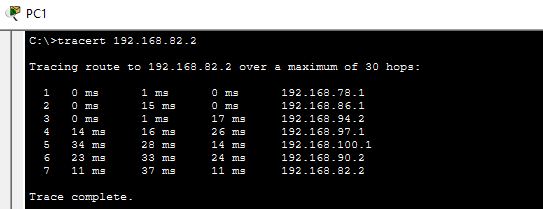 PC1
C:\>tracert 192.168.82.2
Tracing route to 192.168.82.2 over a maximum of 30 hops:
1 0 ms 1 ms 0 ms 192.168.78.1
2 0 ms 15 ms 0 ms 192.168.86.1
3 0 ms 1 ms 17 ms 192.168.94.2
4 14 ms 16 ms 26 ms 192.168.97.1
5 34 ms 28 ms 14 ms 192.168.100.1
6 23 ms 33 ms 24 ms 192.168.90.2
7 11 ms 37 ms 11 ms 192.168.82.2
Trace complete.